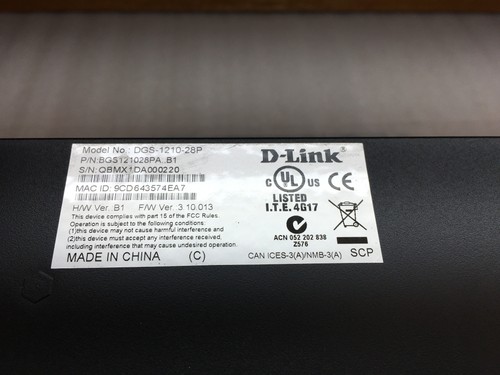 Model No.: DGS-1210-28P
P/N:BGS121028PA..B1
S/N: QBMX1DA000220
MAC ID: 9CD643574EA7
H/W Ver. B1 F/W Ver. 3.10.013
This device complies with part 15 of the FCC Rules.
Operation is subject to the following conditions:
(1)this device may not cause harmful interference and
(2)this device must accept any interference received,
including interference that may cause undesired operation.
MADE IN CHINA (C)
D-Link
C UL US
LISTED
I.T.E. 4G17
ACN 052 202 838
Z576
CAN ICES-3(A)/NMB-3(A) SCP